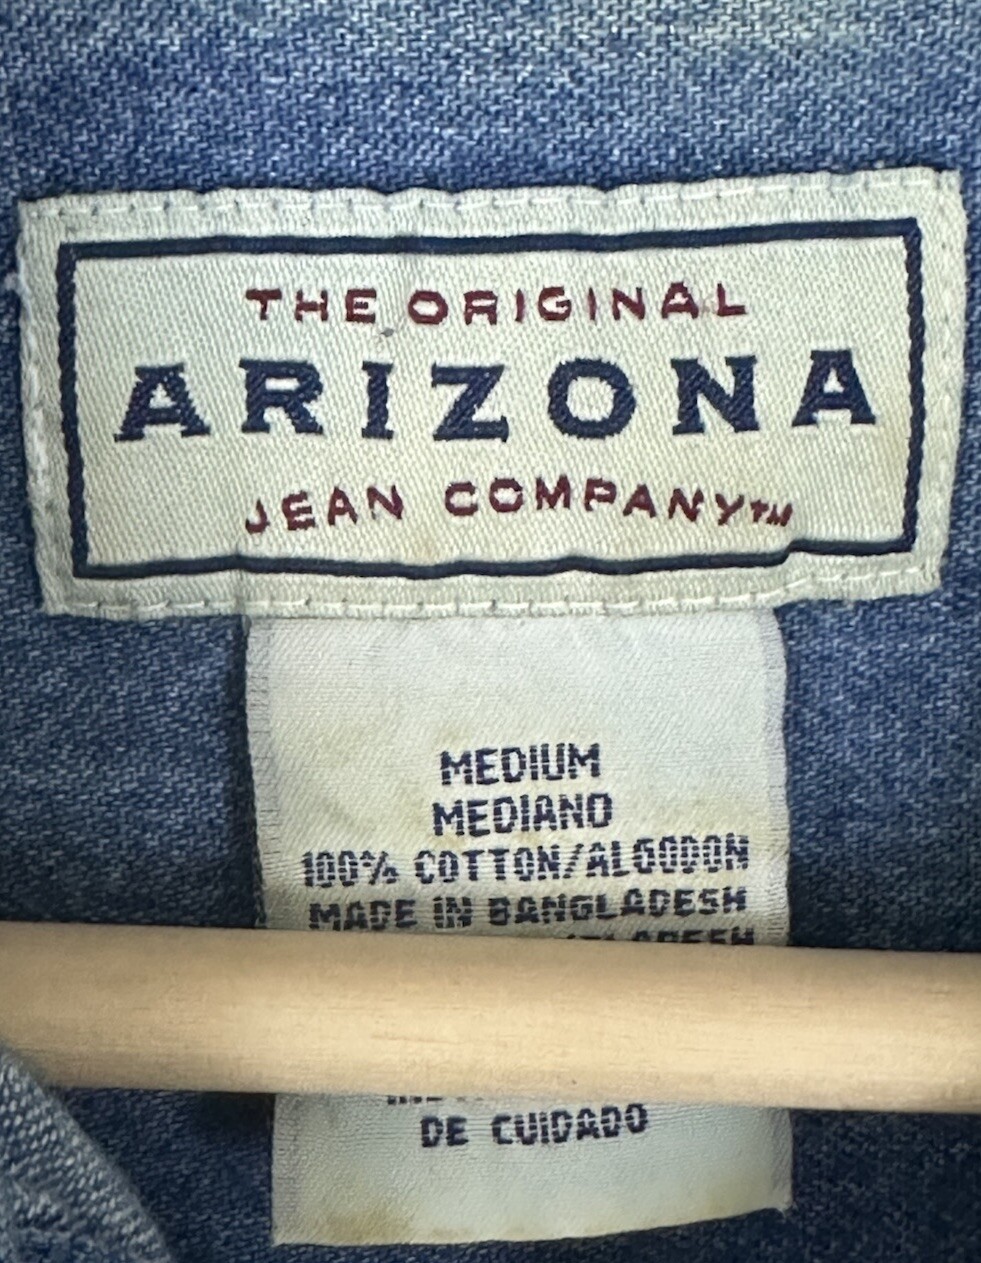 THE ORIGINAL
ARIZONA
JEAN COMPANY™
MEDIUM
MEDIANO
100% COTTON/ALGODON
MADE IN BANGLADESH
DE CUIDADO